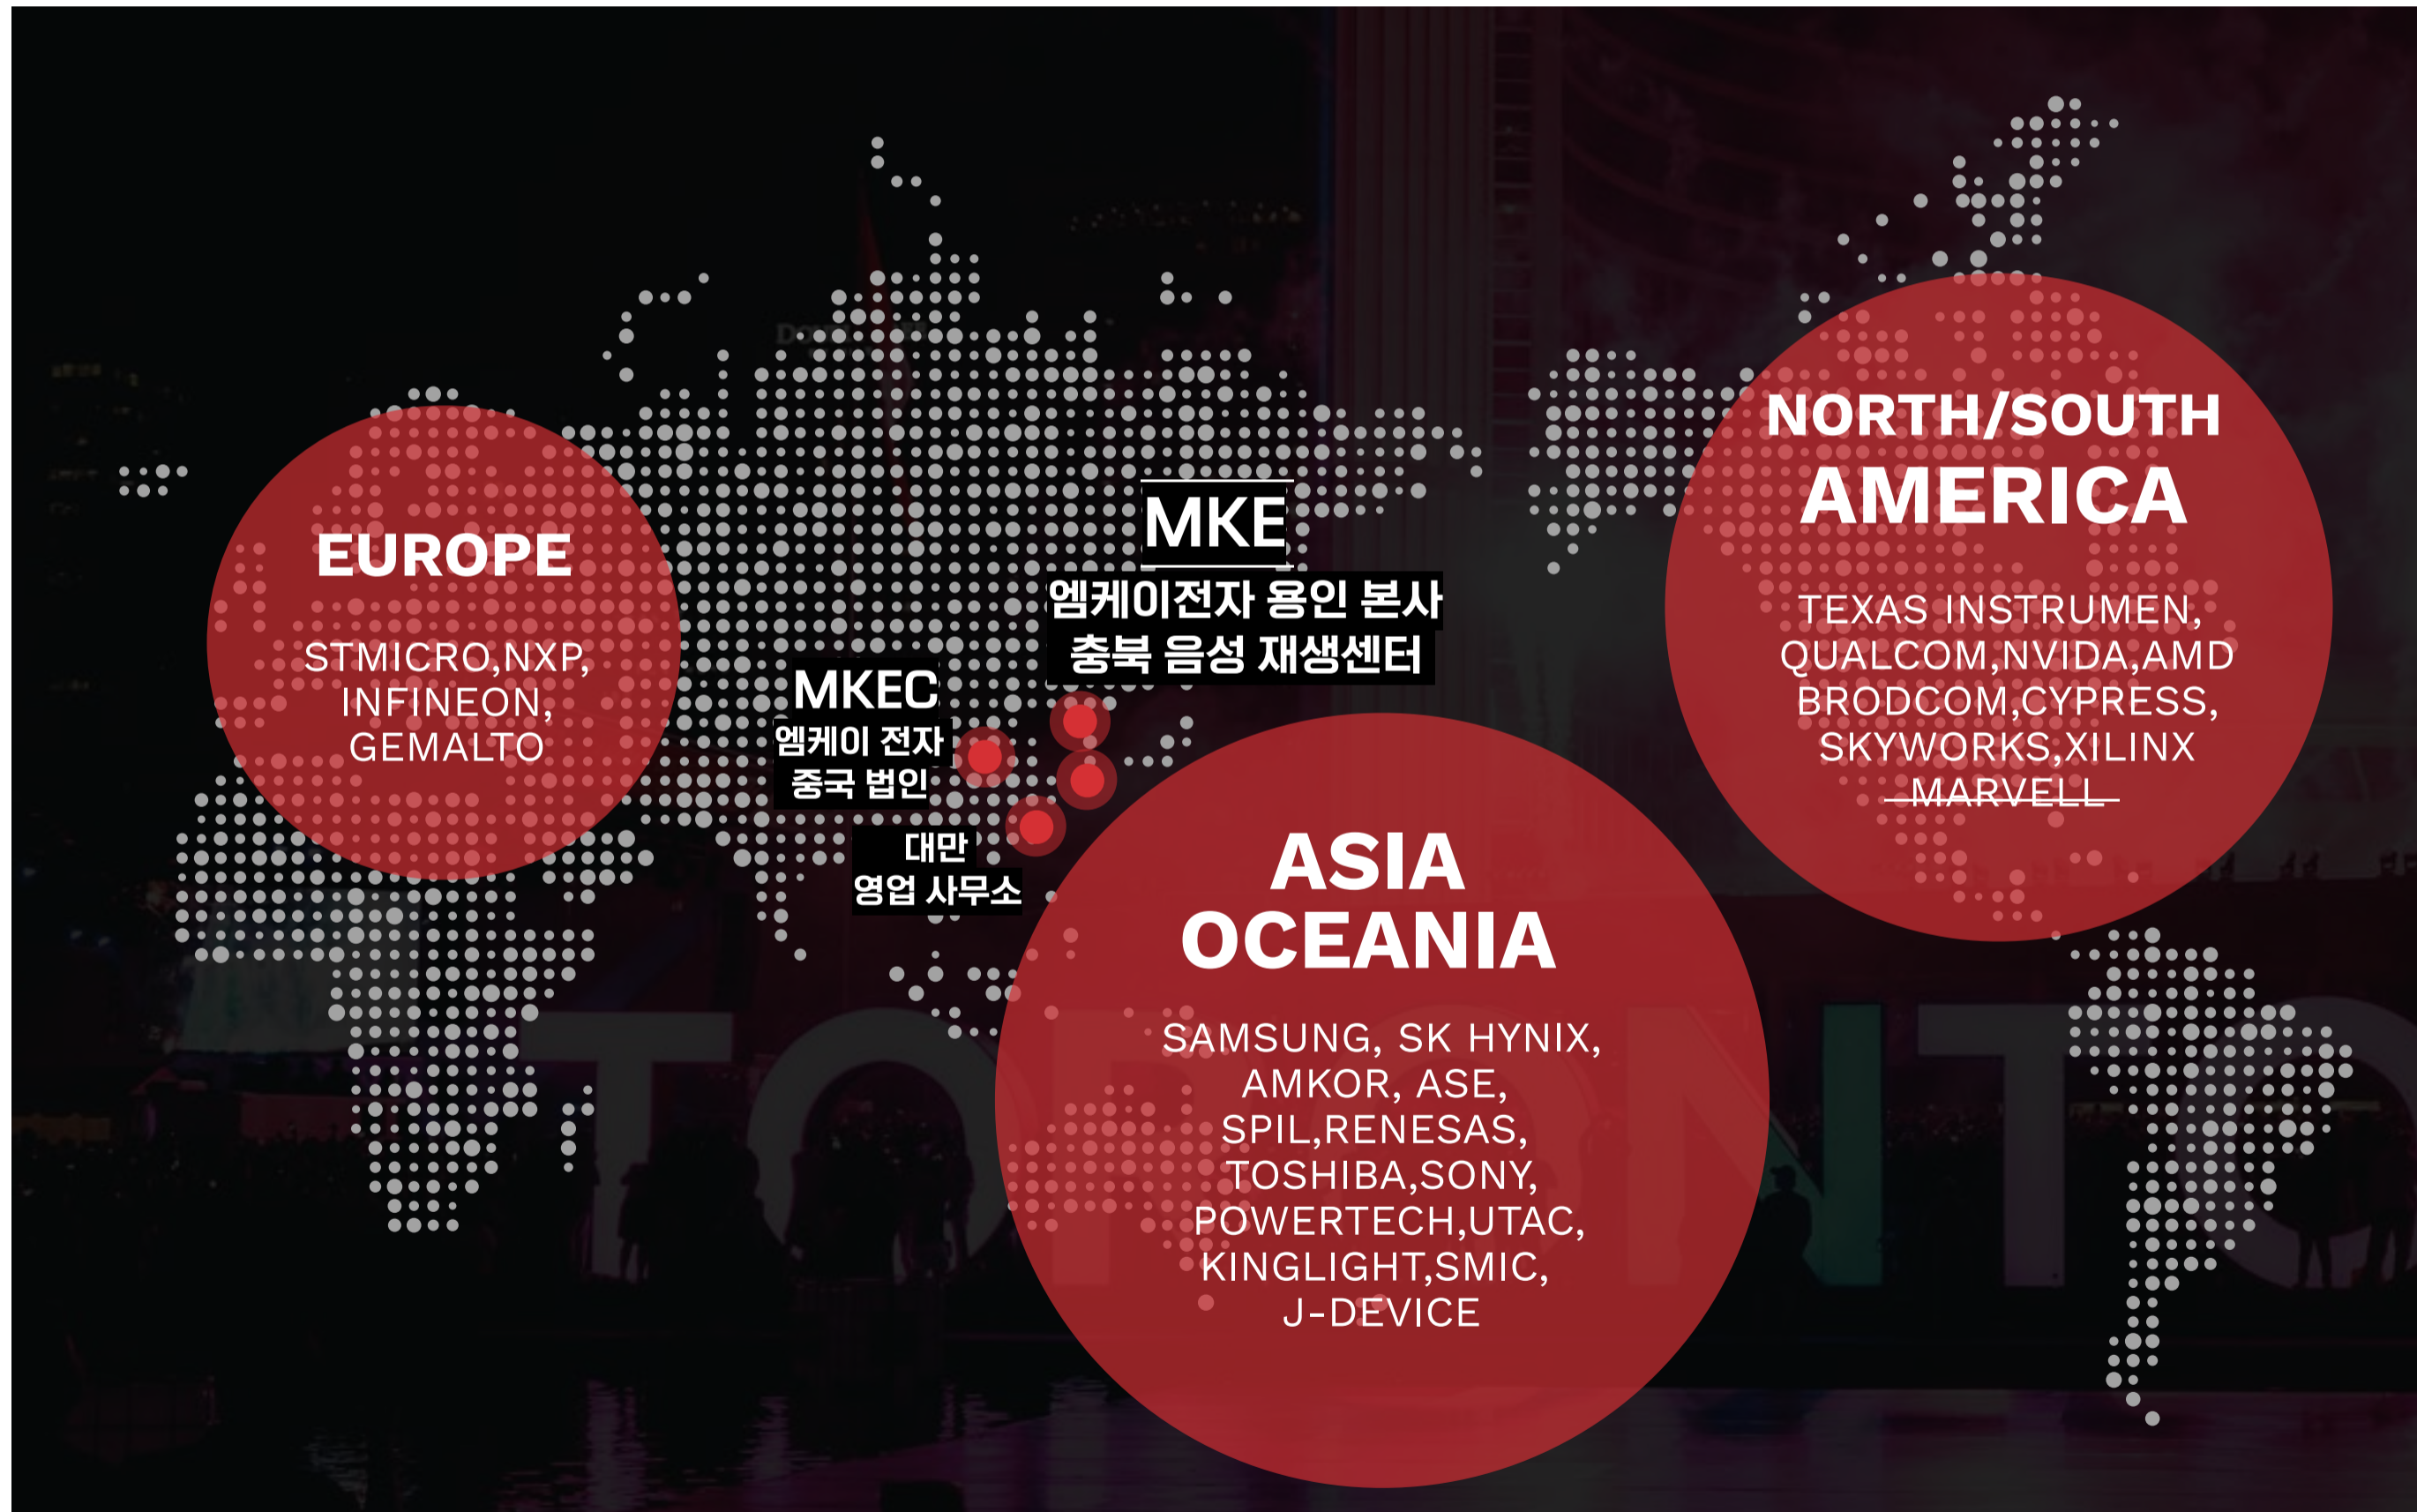 EUROPE
STMICRO,NXP,
INFINEON,
GEMALTO
MKE
엠케이전자 용인 본사
충북 음성 재생센터
MKEC
엠케이 전자
중국 법인
대만
영업 사무소
NORTH/SOUTH
AMERICA
TEXAS INSTRUMEN,
QUALCOM,NVIDA,AMD
BRODCOM,CYPRESS,
SKYWORKS,XILINX
MARVELL
ASIA
OCEANIA
SAMSUNG, SK HYNIX,
AMKOR, ASE,
SPIL,RENESAS,
TOSHIBA,SONY,
POWERTECH,UTAC,
KINGLIGHT,SMIC,
J-DEVICE
TORONTO